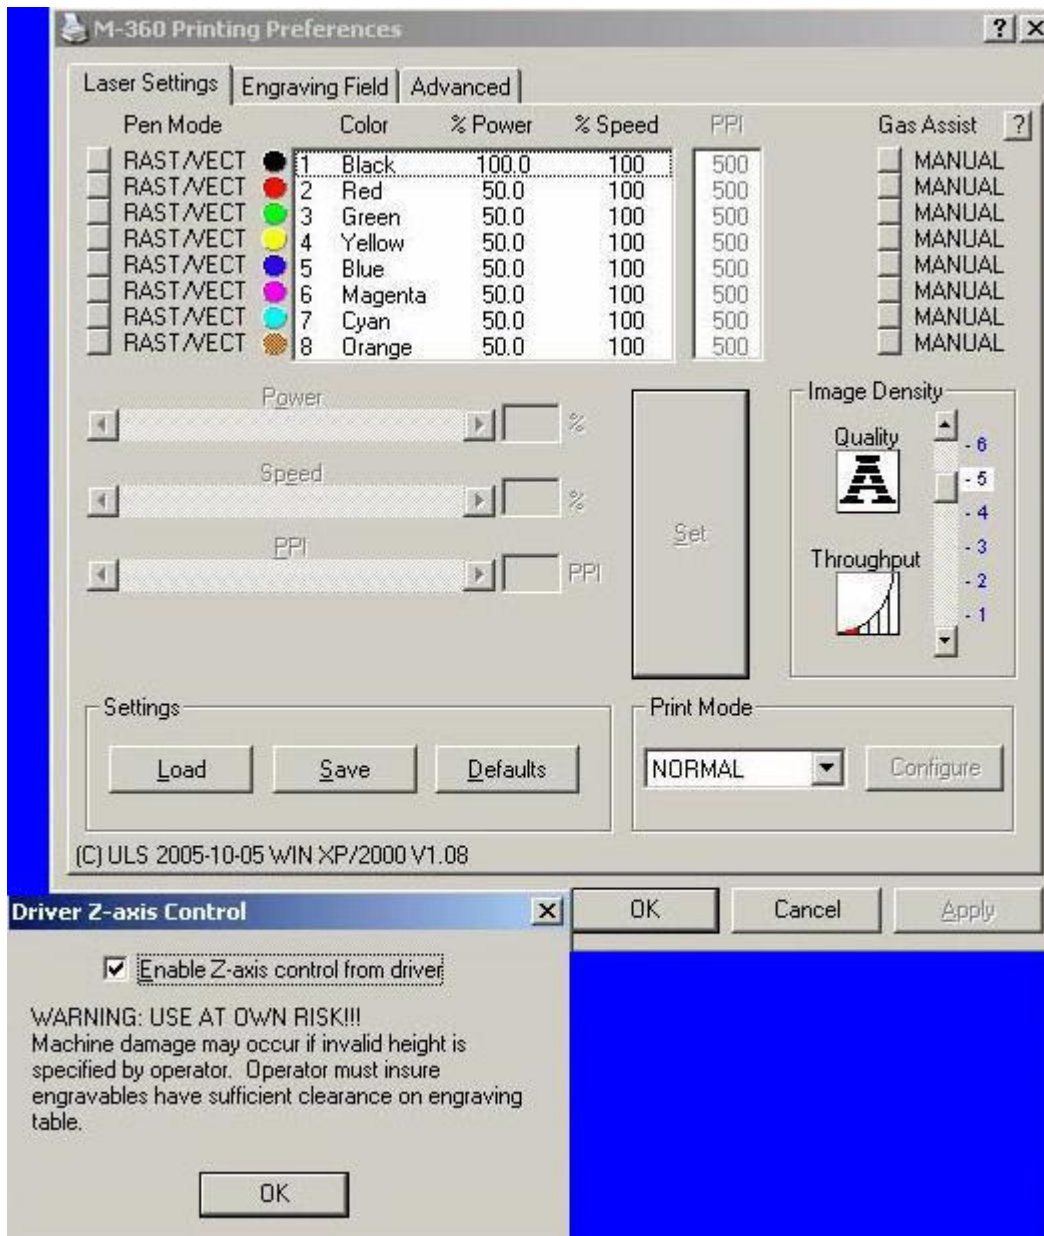 M-360 Printing Preferences
Laser Settings Engraving Field Advanced
Pen Mode Color % Power % Speed PPI Gas Assist ?
RAST/VECT 1 Black 100.0 100 500 MANUAL
RAST/VECT 2 Red 50.0 100 500 MANUAL
RAST/VECT 3 Green 50.0 100 500 MANUAL
RAST/VECT 4 Yellow 50.0 100 500 MANUAL
RAST/VECT 5 Blue 50.0 100 500 MANUAL
RAST/VECT 6 Magenta 50.0 100 500 MANUAL
RAST/VECT 7 Cyan 50.0 100 500 MANUAL
RAST/VECT 8 Orange 50.0 100 500 MANUAL
Power
%
Speed
%
PPI
PPI
Set
Image Density
Quality
A
Throughput
- 6
- 5
- 4
- 3
- 2
- 1
Settings
Load Save Defaults
Print Mode
NORMAL Configure
(C) ULS 2005-10-05 WIN XP/2000 V1.08
OK Cancel Apply
Driver Z-axis Control
Enable Z-axis control from driver
WARNING: USE AT OWN RISK!!!
Machine damage may occur if invalid height is
specified by operator. Operator must insure
engravables have sufficient clearance on engraving
table.
OK